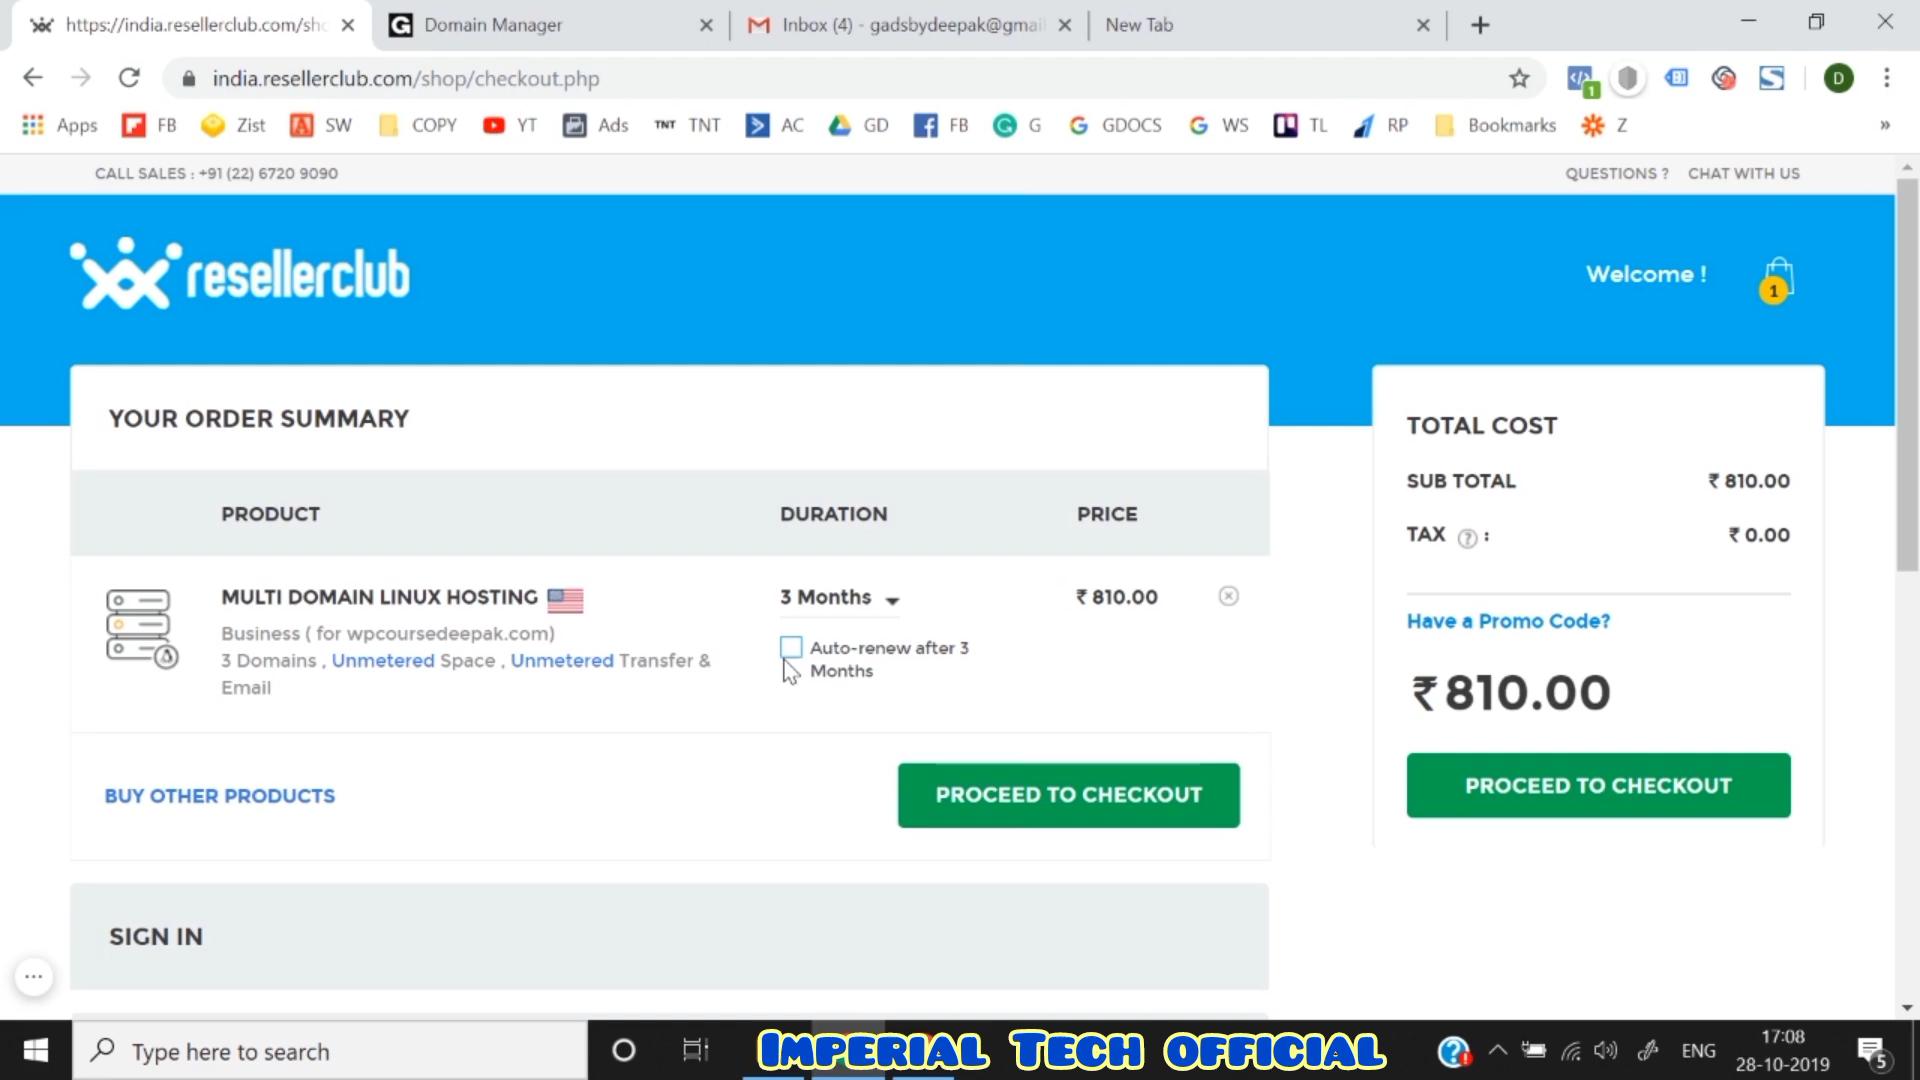 https://india.resellerclub.com/sho
Domain Manager
Inbox (4) - gadsbydeepak@gmai
New Tab
india.resellerclub.com/shop/checkout.php
1
D
Apps
FB
Zist
SW
COPY
YT
Ads
TNT TNT
AC
GD
FB
G
GDOCS
WS
TL
RP
Bookmarks
Z
»
CALL SALES : +91 (22) 6720 9090
QUESTIONS ?
CHAT WITH US
resellerclub
Welcome !
1
YOUR ORDER SUMMARY
PRODUCT
DURATION
PRICE
MULTI DOMAIN LINUX HOSTING
Business ( for wpcoursedeepak.com)
3 Domains , Unmetered Space , Unmetered Transfer &
Email
3 Months
Auto-renew after 3
Months
₹ 810.00
BUY OTHER PRODUCTS
PROCEED TO CHECKOUT
TOTAL COST
SUB TOTAL
₹ 810.00
TAX ? :
₹ 0.00
Have a Promo Code?
₹810.00
PROCEED TO CHECKOUT
SIGN IN
Type here to search
Imperial Tech official
ENG
17:08
28-10-2019
5